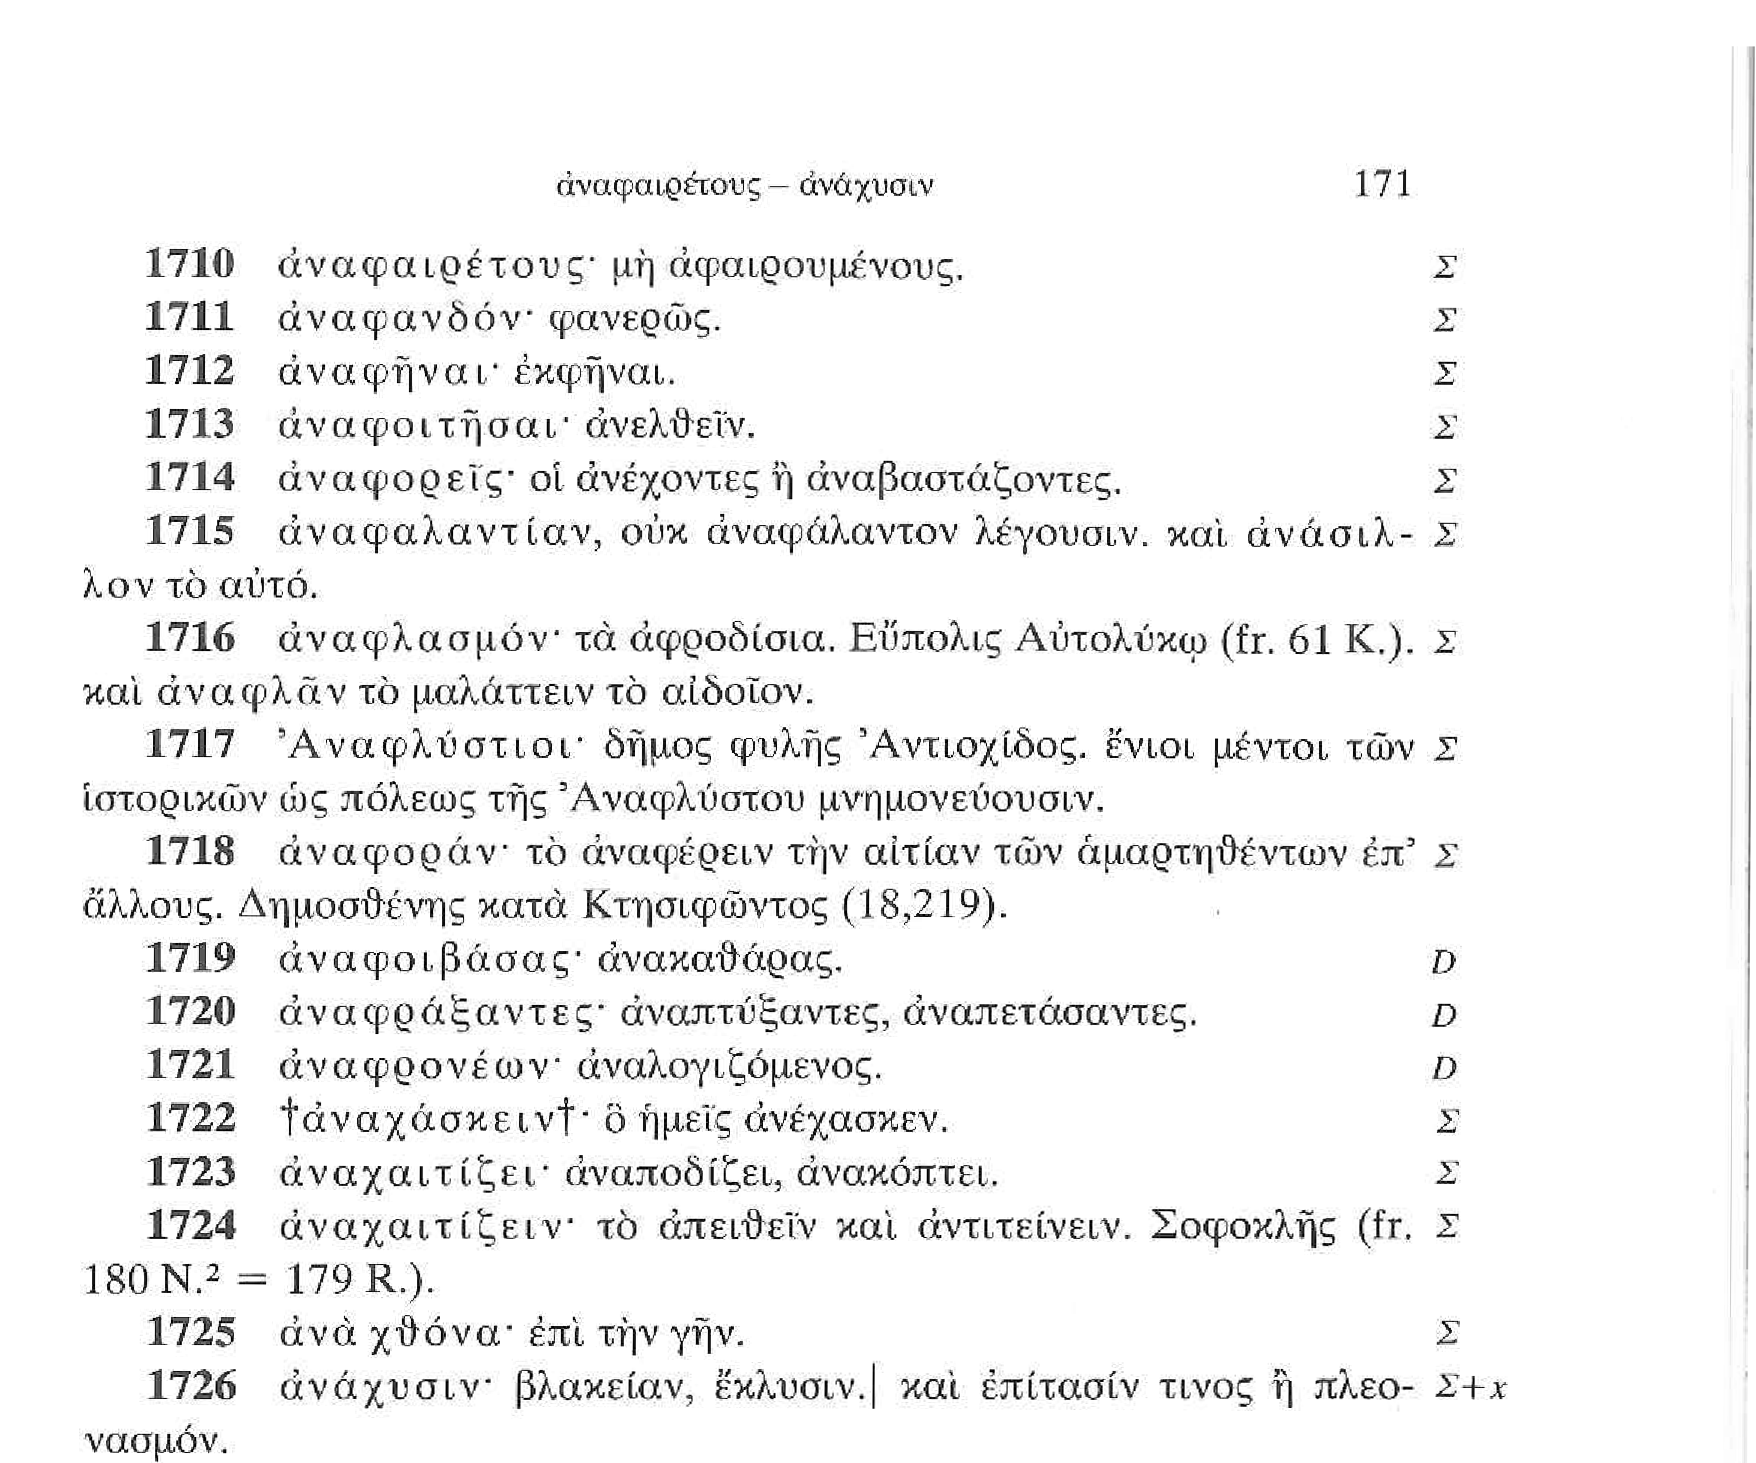 ἀναφαιρέτους – ἀνάχυσιν 171
1710 ἀναφαιρέτους· μὴ ἀφαιρουμένους. Σ
1711 ἀναφανδόν· φανερῶς. Σ
1712 ἀναφῆναι· ἐκφῆναι. Σ
1713 ἀναφοιτῆσαι· ἀνελθεῖν. Σ
1714 ἀναφορεῖς· οἱ ἀνέχοντες ἢ ἀναβαστάζοντες. Σ
1715 ἀναφαλαντίαν, οὐκ ἀναφάλαντον λέγουσιν. καὶ ἀνάσιλ- Σ
λον τὸ αὐτό.
1716 ἀναφλασμόν· τὰ ἀφροδίσια. Εὔπολις Αὐτολύκῳ (fr. 61 K.). Σ
καὶ ἀναφλᾶν τὸ μαλάττειν τὸ αἰδοῖον.
1717 Ἀναφλύστιοι· δῆμος φυλῆς Ἀντιοχίδος. ἔνιοι μέντοι τῶν Σ
ἱστορικῶν ὡς πόλεως τῆς Ἀναφλύστου μνημονεύουσιν.
1718 ἀναφοράν· τὸ ἀναφέρειν τὴν αἰτίαν τῶν ἁμαρτηθέντων ἐπ’ Σ
ἄλλους. Δημοσθένης κατὰ Κτησιφῶντος (18,219).
1719 ἀναφοιβάσας· ἀνακαθάρας. D
1720 ἀναφράξαντες· ἀναπτύξαντες, ἀναπετάσαντες. D
1721 ἀναφρονέων· ἀναλογιζόμενος. D
1722 †ἀναχάσκειν†· ὃ ἡμεῖς ἀνέχασκεν. Σ
1723 ἀναχαιτίζει· ἀναποδίζει, ἀνακόπτει. Σ
1724 ἀναχαιτίζειν· τὸ ἀπειθεῖν καὶ ἀντιτείνειν. Σοφοκλῆς (fr. Σ
180 N.² = 179 R.).
1725 ἀνὰ χθόνα· ἐπὶ τὴν γῆν. Σ
1726 ἀνάχυσιν· βλακείαν, ἔκλυσιν.| καὶ ἐπίτασίν τινος ἢ πλεο- Σ+x
νασμόν.